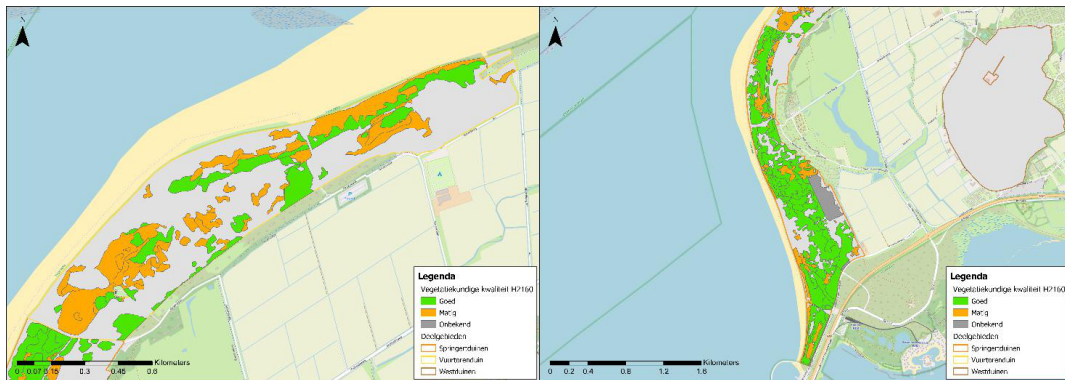 N
Legenda
Vegetatiekundige kwaliteit H2160
Goed
Matig
Onbekend
Deelgebieden
Springertduinen
Vuurtorenduin
Westduinen
Kilometers
0 0.07 0.15 0.3 0.45 0.6
N
Legenda
Vegetatiekundige kwaliteit H2160
Goed
Matig
Onbekend
Deelgebieden
Springertduinen
Vuurtorenduin
Westduinen
Kilometers
0 0.2 0.4 0.8 1.2 1.6